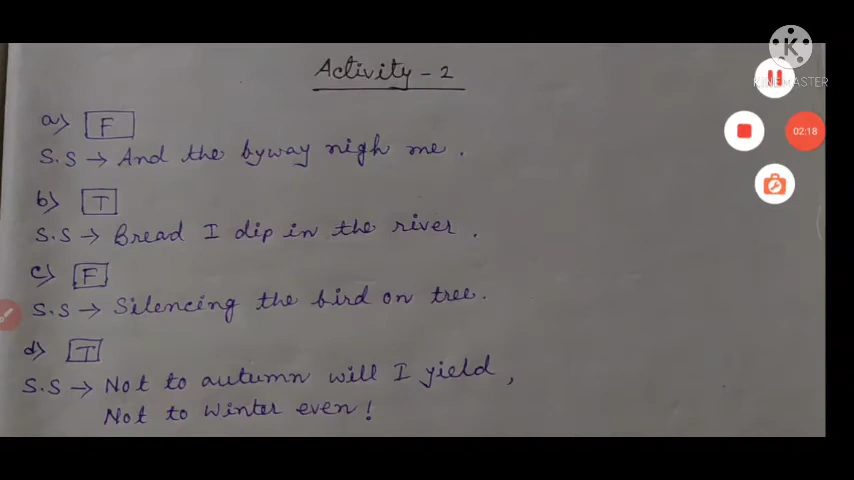 Activity - 2
a) F
S.S → And the byway nigh me.
b) T
S.S → Bread I dip in the river.
c) F
S.S → Silencing the bird on tree.
d) T
S.S → Not to autumn will I yield,
Not to Winter even!
K
KINEMASTER
02:18